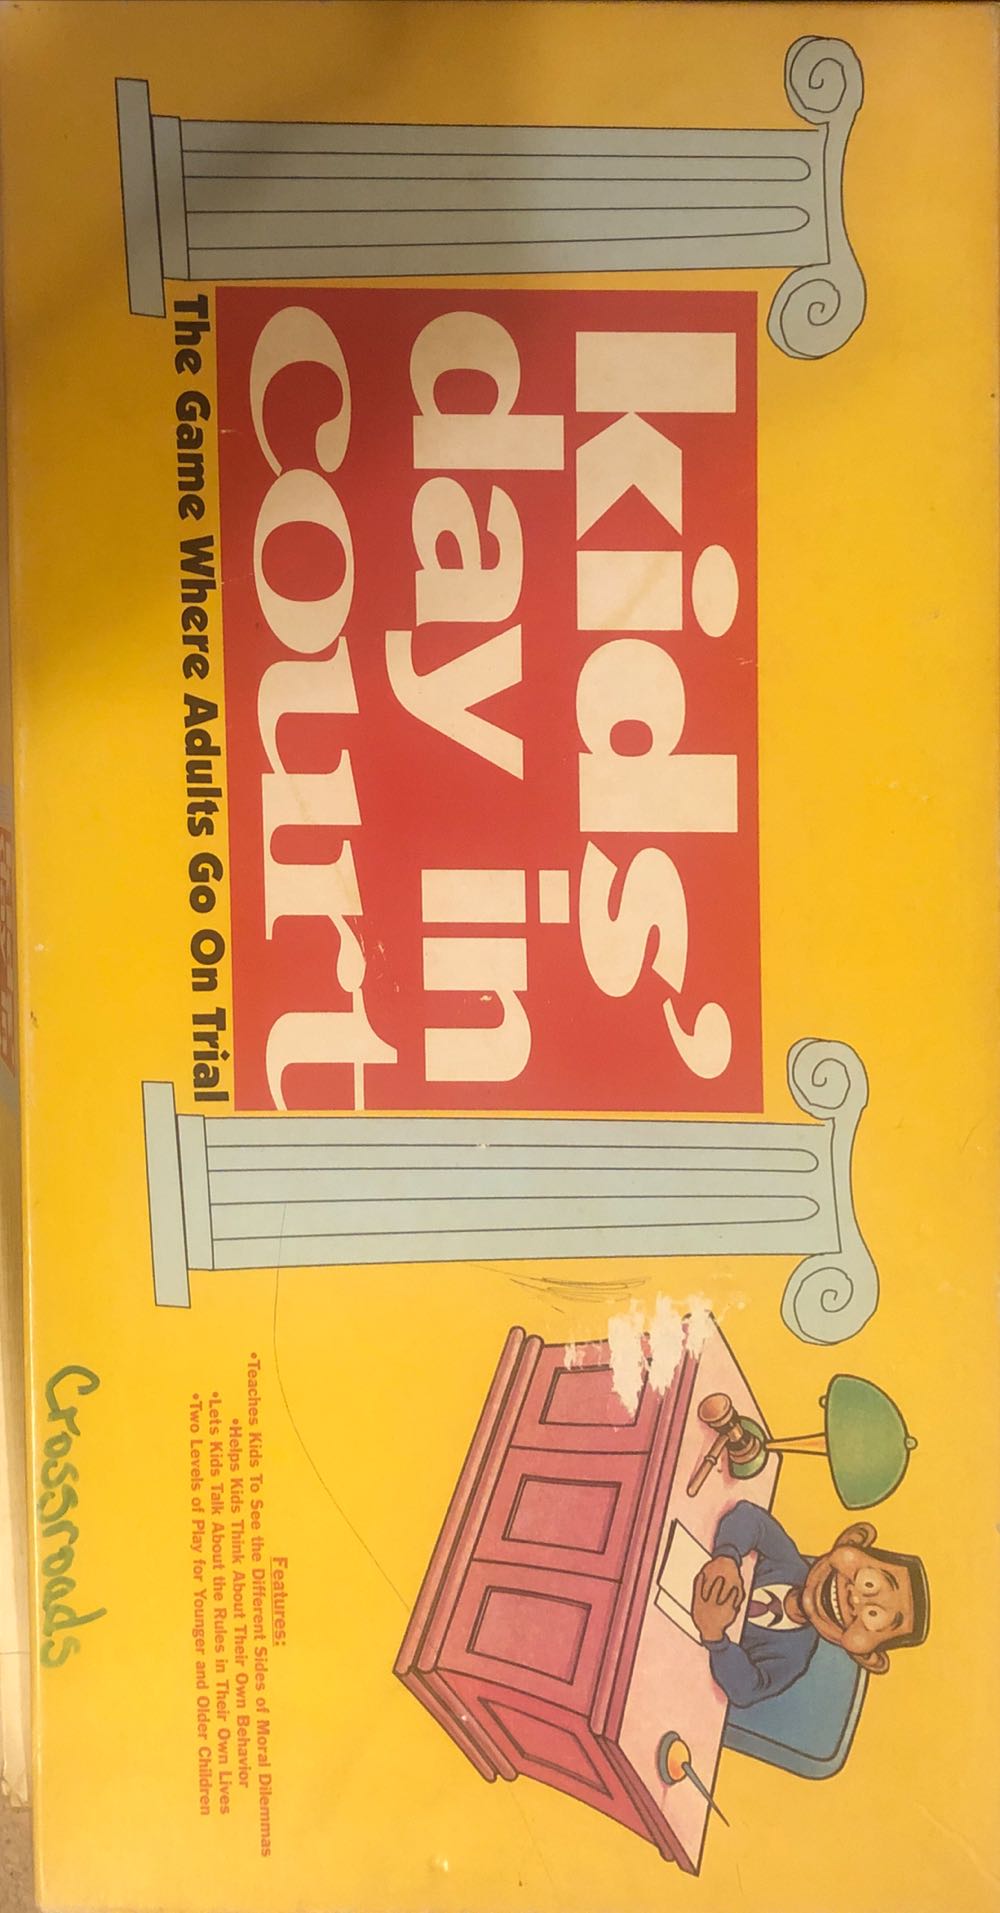 kids'
day in
court
The Game Where Adults Go On Trial
Features:
•Teaches Kids To See the Different Sides of Moral Dilemmas
•Helps Kids Think About Their Own Behavior
•Lets Kids Talk About the Rules in Their Own Lives
•Two Levels of Play for Younger and Older Children
Crossroads